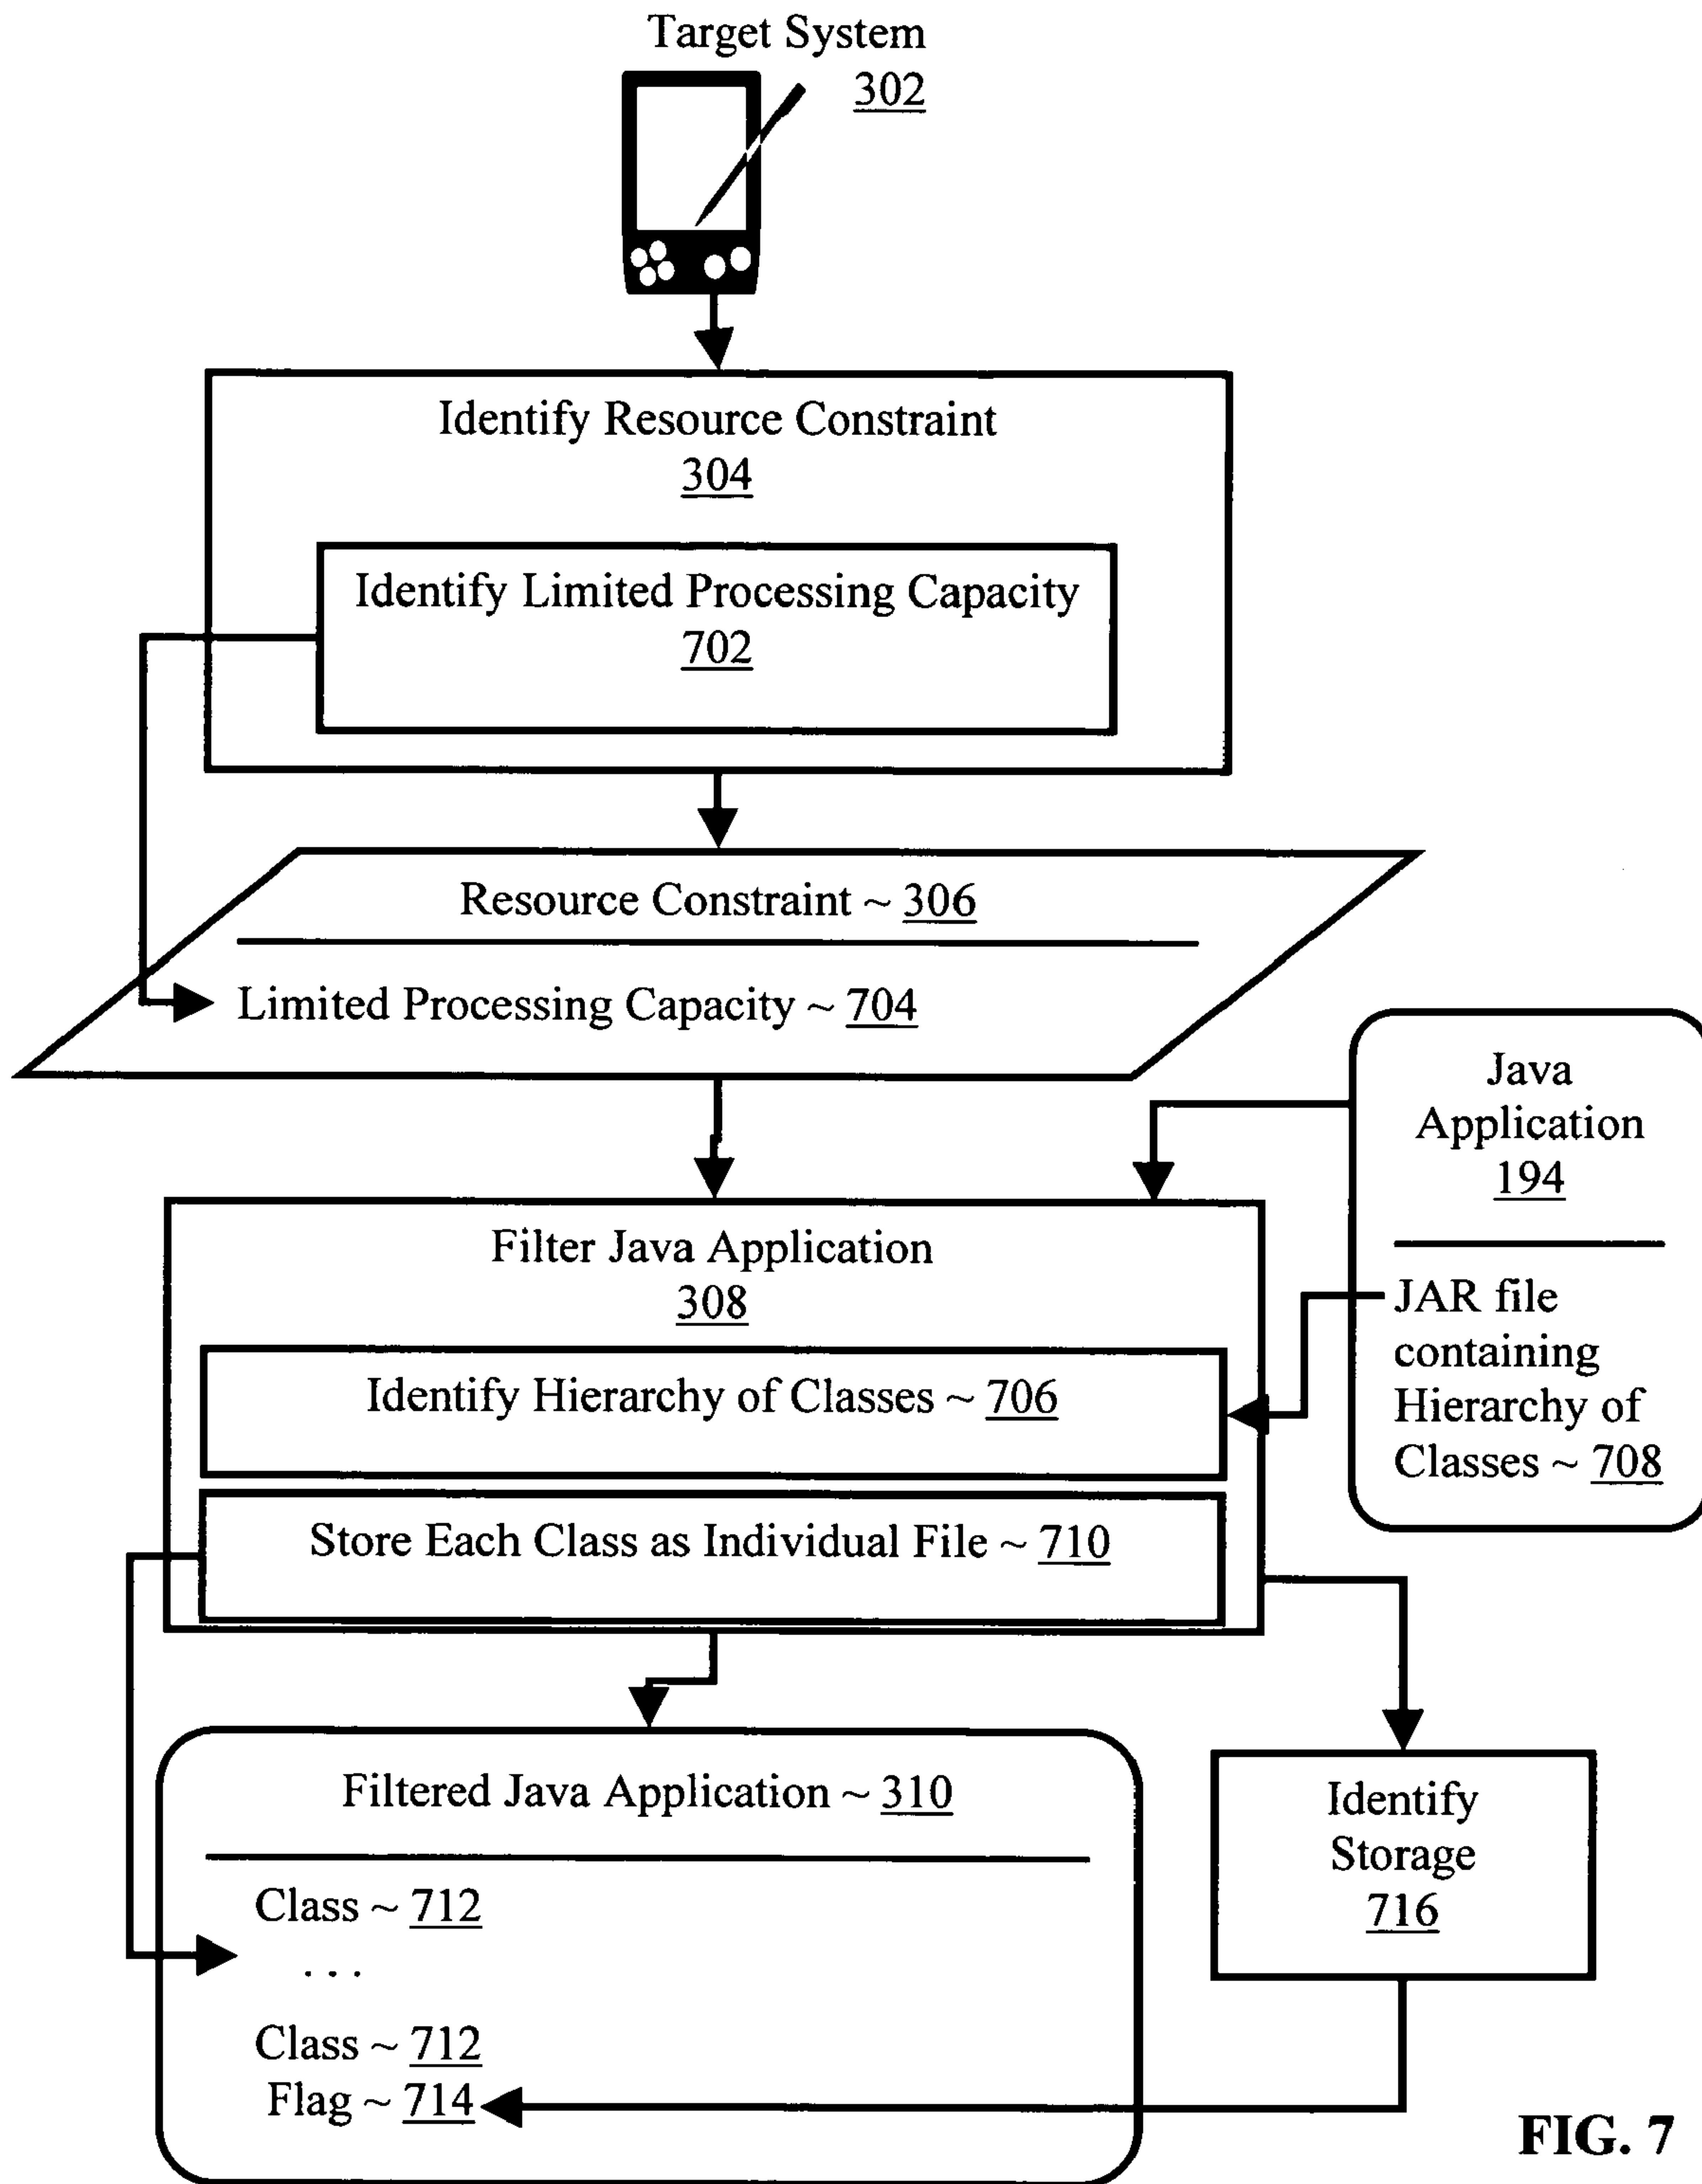 Target System
302
Identify Resource Constraint
304
Identify Limited Processing Capacity
702
Resource Constraint ~ 306
Limited Processing Capacity ~ 704
Java
Application
194
JAR file
containing
Hierarchy of
Classes ~ 708
Filter Java Application
308
Identify Hierarchy of Classes ~ 706
Store Each Class as Individual File ~ 710
Filtered Java Application ~ 310
Class ~ 712
. . .
Class ~ 712
Flag ~ 714
Identify
Storage
716
FIG. 7